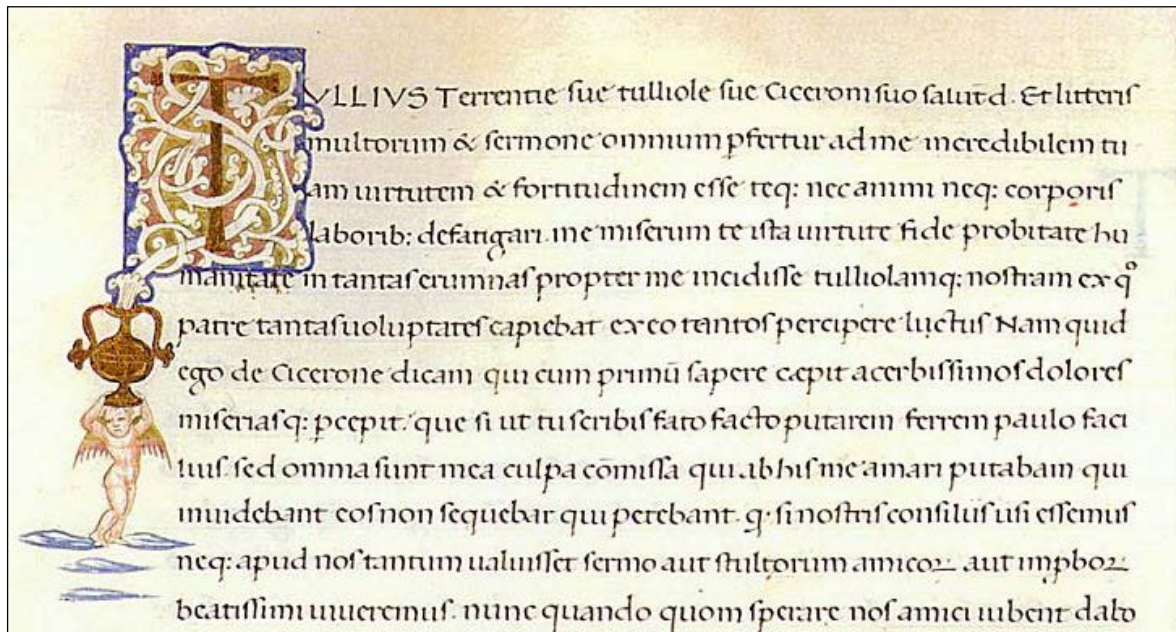 TVLLIVS Terrentie sue tulliole sue Ciceroni suo salut̄ d. Et litteris
multorum & sermone omnium p̲fertur ad me incredibilem tu
am uirtutem & fortitudinem esse teq: nec animi neq: corporis
laborib: defatigari. me miserum te ista uirtute fide probitate hu
manitate in tantas erumnas propter me incidisse tulliolamq: nostram ex qͦ
patre tantas uoluptates capiebat ex eo tantos percipere luctus Nam quid
ego de Cicerone dicam qui cum primū sapere cæpit acerbissimos dolores
miseriasq: p̲cepit. que si ut tu scribis fato facto putarem ferrem paulo faci
lius. sed omnia sunt mea culpa cōmissa qui ab his me amari putabam qui
inuidebant eos non sequebar qui petebant. q. si nostris consiliis usi essemus
neq: apud nos tantum ualuisset sermo aut stultorum amicoꝝ aut imp̲boꝝ
beatissimi uiueremus. nunc quando quom sperare nos amici iubent dabo